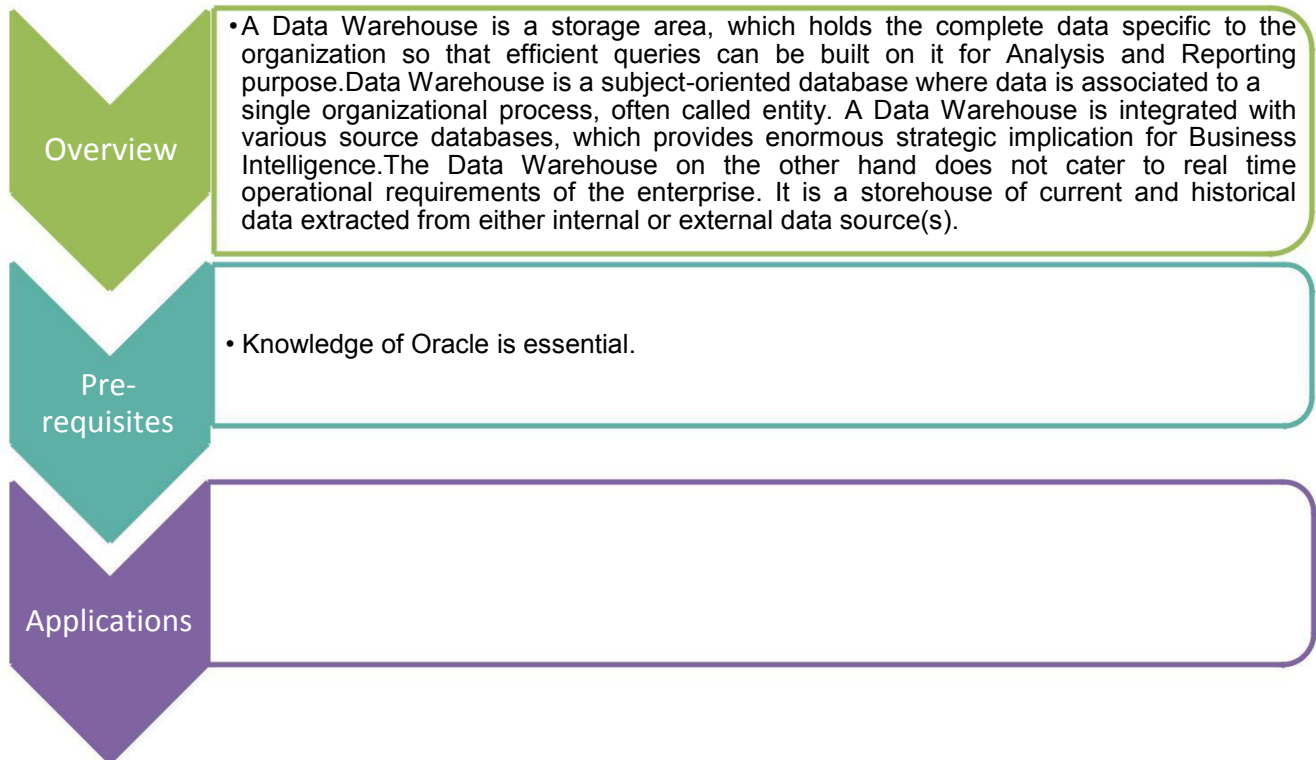 Overview
•A Data Warehouse is a storage area, which holds the complete data specific to the
organization so that efficient queries can be built on it for Analysis and Reporting
purpose.Data Warehouse is a subject-oriented database where data is associated to a
single organizational process, often called entity. A Data Warehouse is integrated with
various source databases, which provides enormous strategic implication for Business
Intelligence.The Data Warehouse on the other hand does not cater to real time
operational requirements of the enterprise. It is a storehouse of current and historical
data extracted from either internal or external data source(s).
Pre-
requisites
• Knowledge of Oracle is essential.
Applications